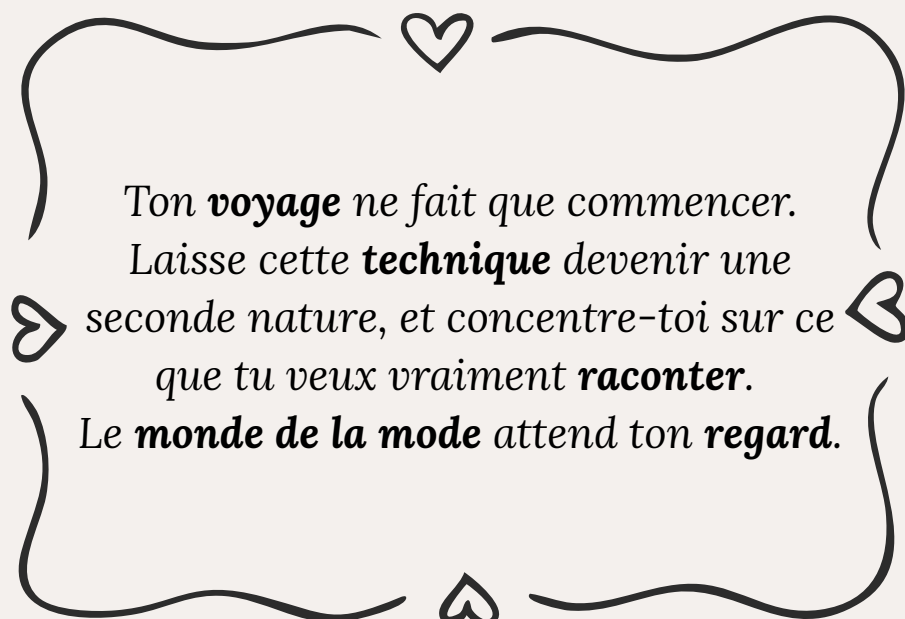 Ton voyage ne fait que commencer.
Laisse cette technique devenir une
seconde nature, et concentre-toi sur ce
que tu veux vraiment raconter.
Le monde de la mode attend ton regard.